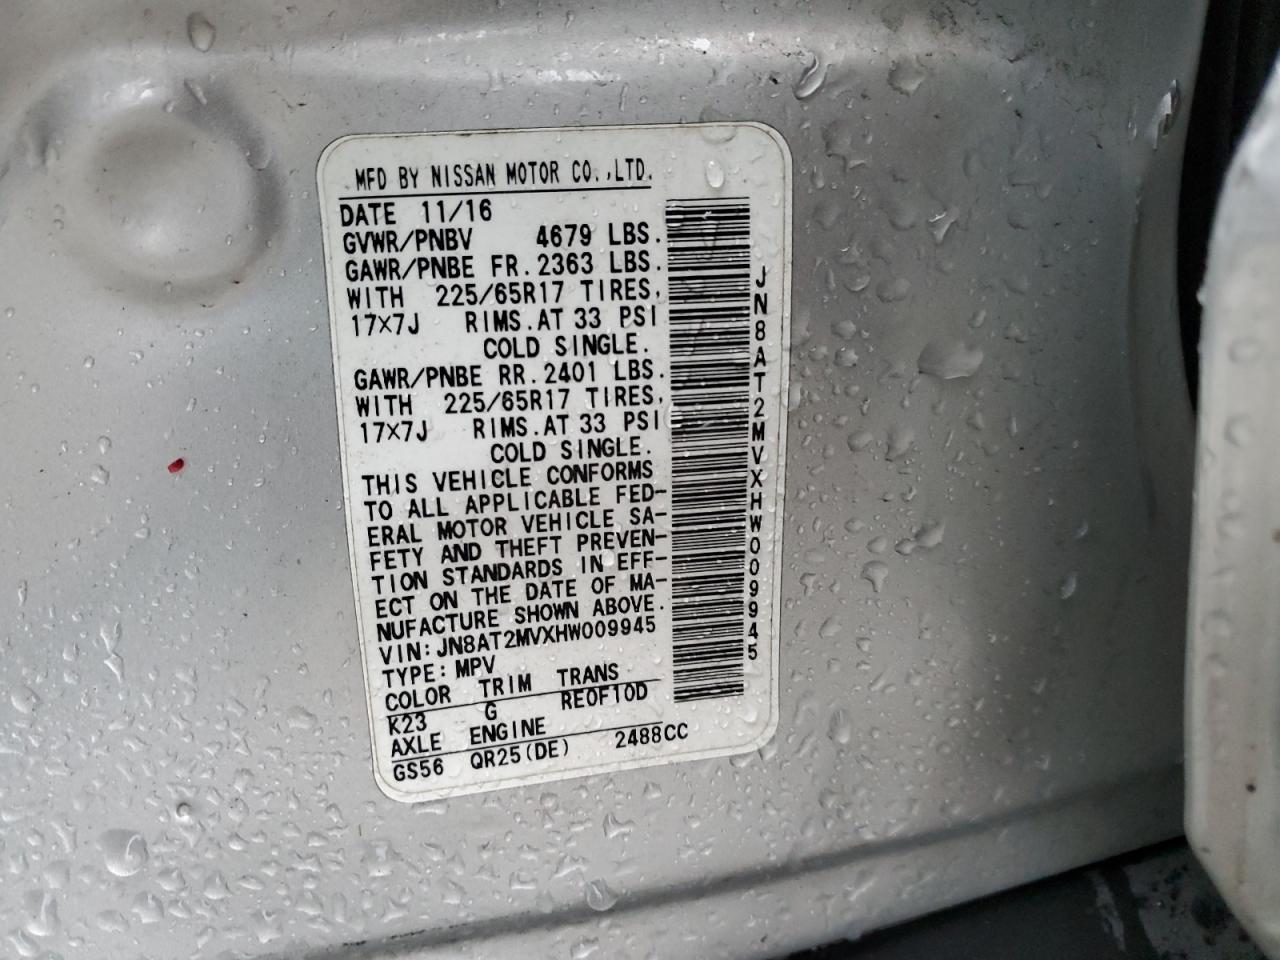 MFD BY NISSAN MOTOR CO.,LTD.
DATE 11/16
GVWR/PNBV 4679 LBS.
GAWR/PNBE FR.2363 LBS.
WITH 225/65R17 TIRES,
17×7J RIMS.AT 33 PSI
COLD SINGLE.
GAWR/PNBE RR.2401 LBS.
WITH 225/65R17 TIRES,
17×7J RIMS.AT 33 PSI
COLD SINGLE.
THIS VEHICLE CONFORMS
TO ALL APPLICABLE FED-
ERAL MOTOR VEHICLE SA-
FETY AND THEFT PREVEN-
TION STANDARDS IN EFF-
ECT ON THE DATE OF MA-
NUFACTURE SHOWN ABOVE.
VIN: JN8AT2MVXHW009945
TYPE: MPV
COLOR TRIM TRANS
K23 G RE0F10D
AXLE ENGINE
GS56 QR25(DE) 2488CC
JN8AT2MVXHW009945